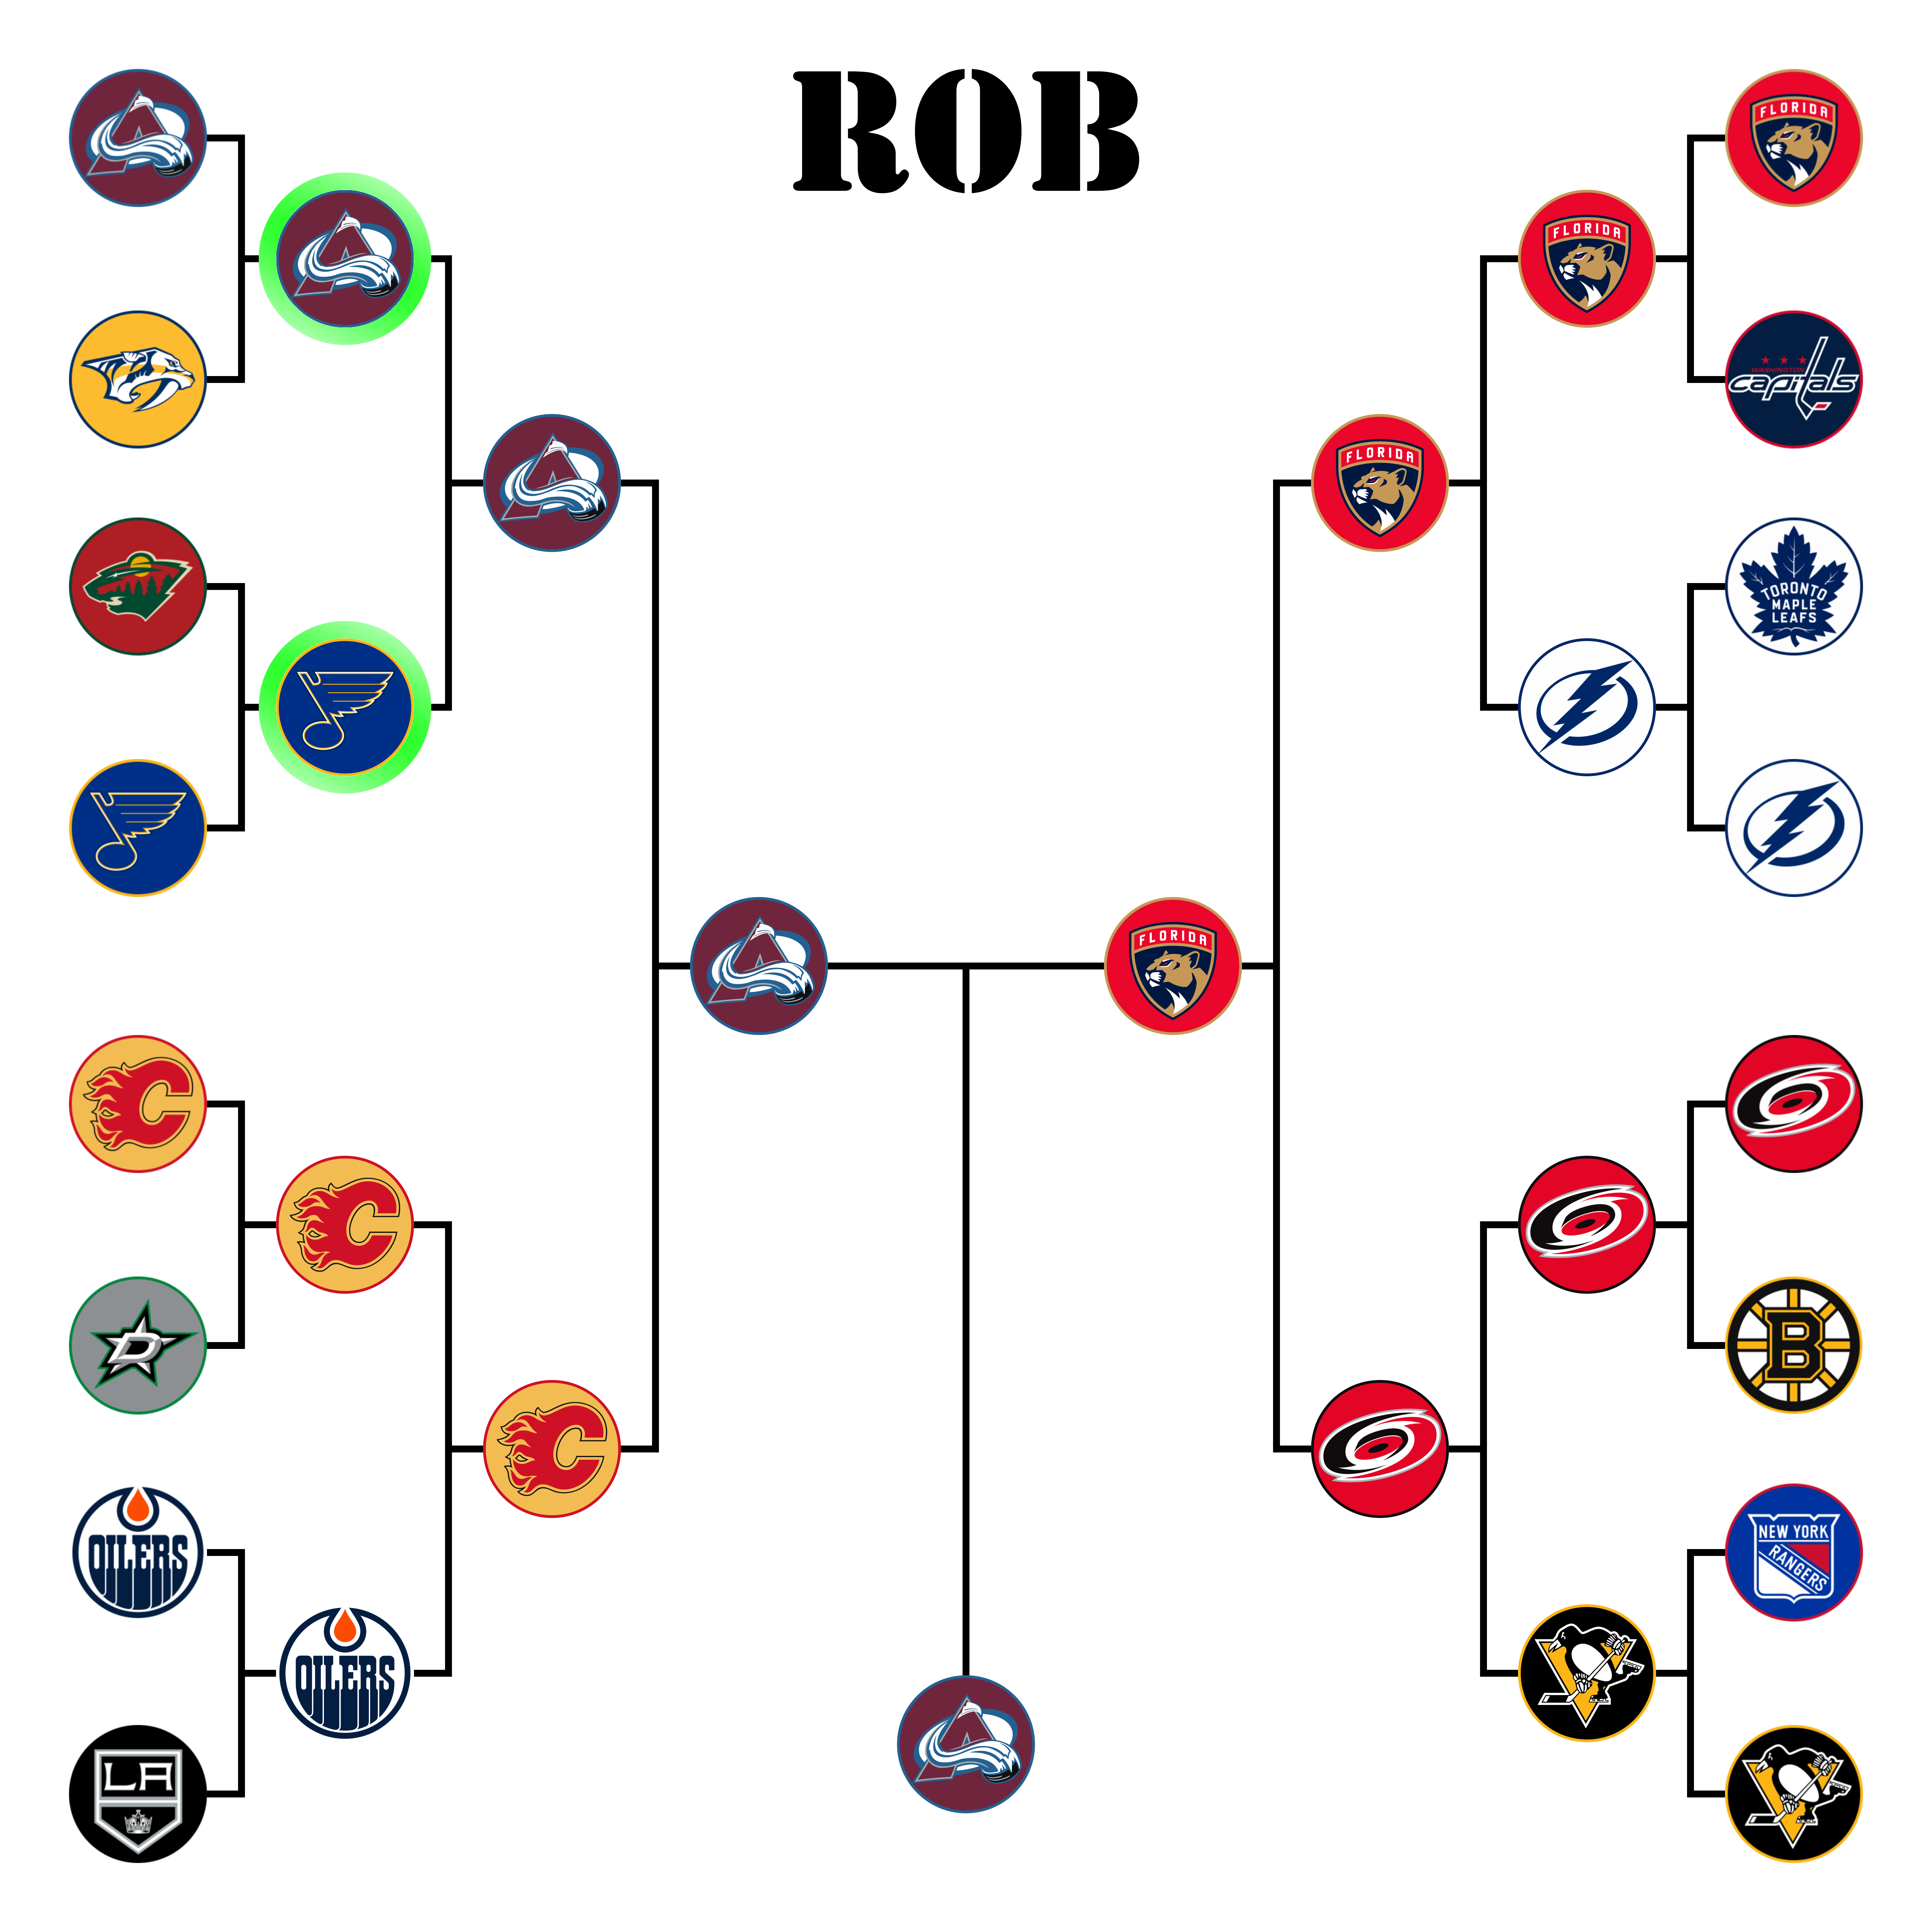 ROB
FLORIDA
FLORIDA
WASHINGTON
capitals
FLORIDA
TORONTO
MAPLE
LEAFS
FLORIDA
C
C
B
D
C
OILERS
NEW YORK
RANGERS
OILERS
LA